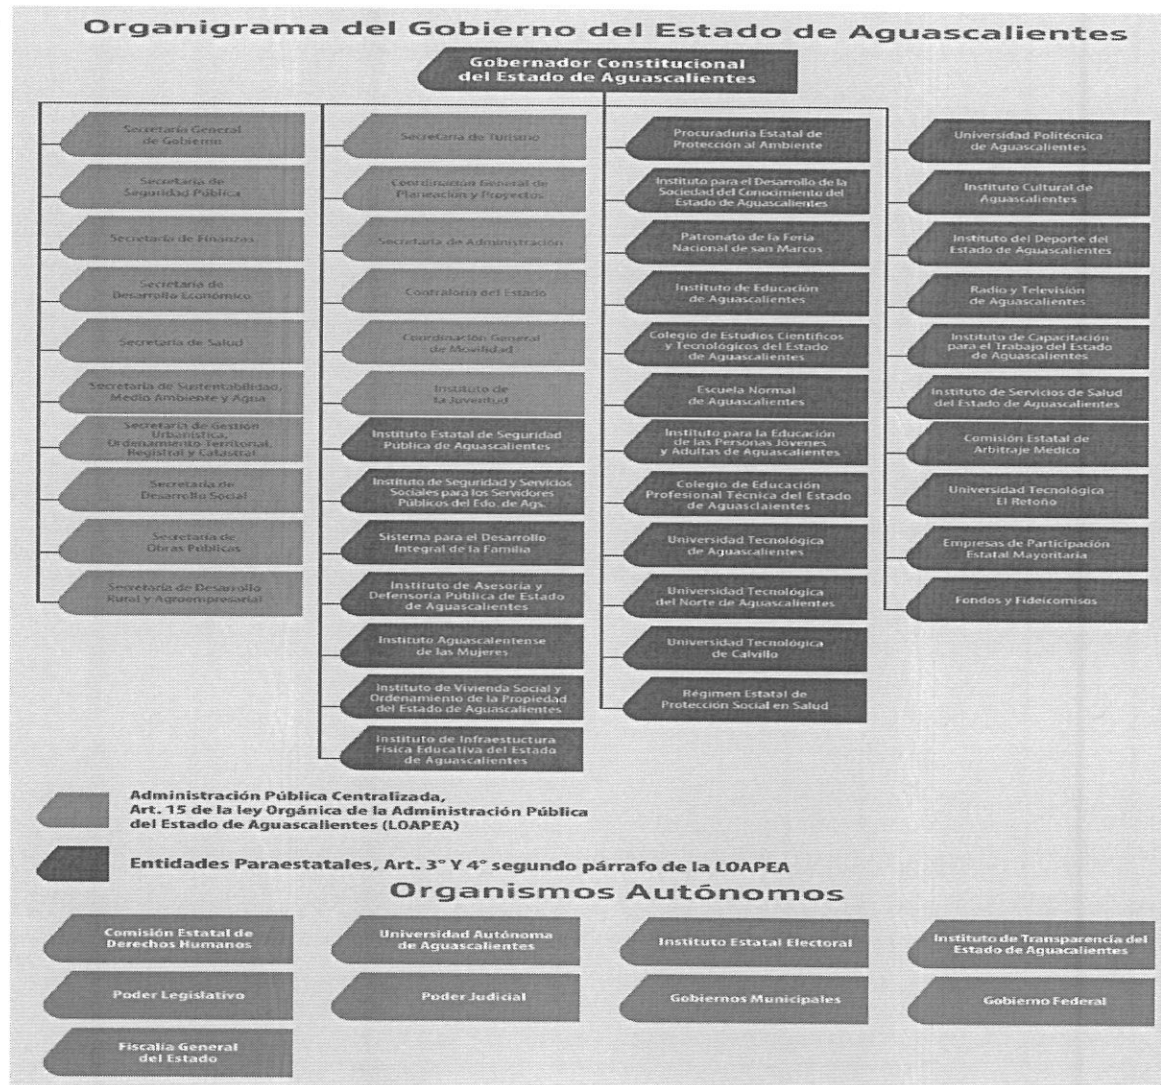 Organigrama del Gobierno del Estado de Aguascalientes
Gobernador Constitucional
del Estado de Aguascalientes
Secretaría General
de Gobierno
Secretaría de
Seguridad Pública
Secretaría de Finanzas
Secretaría de
Desarrollo Económico
Secretaría de Salud
Secretaría de Sustentabilidad,
Medio Ambiente y Agua
Secretaría de Gestión
Urbanística,
Ordenamiento Territorial,
Registral y Catastral
Secretaría de
Desarrollo Social
Secretaría de
Obras Públicas
Secretaría de Desarrollo
Rural y Agroempresarial
Secretaría de Turismo
Coordinación General de
Planeación y Proyectos
Secretaría de Administración
Contraloría del Estado
Coordinación General
de Movilidad
Instituto de
la Juventud
Instituto Estatal de Seguridad
Pública de Aguascalientes
Instituto de Seguridad y Servicios
Sociales para los Servidores
Públicos del Edo. de Ags.
Sistema para el Desarrollo
Integral de la Familia
Instituto de Asesoría y
Defensoría Pública de Estado
de Aguascalientes
Instituto Aguascalentense
de las Mujeres
Instituto de Vivienda Social y
Ordenamiento de la Propiedad
del Estado de Aguascalientes
Instituto de Infraestuctura
Física Educativa del Estado
de Aguascalientes
Procuraduría Estatal de
Protección al Ambiente
Instituto para el Desarrollo de la
Sociedad del Conocimiento del
Estado de Aguascalientes
Patronato de la Feria
Nacional de san Marcos
Instituto de Educación
de Aguascalientes
Colegio de Estudios Científicos
y Tecnológicos del Estado
de Aguascalientes
Escuela Normal
de Aguascalientes
Instituto para la Educación
de las Personas Jóvenes
y Adultas de Aguascalientes
Colegio de Educación
Profesional Técnica del Estado
de Aguasclaientes
Universidad Tecnológica
de Aguascalientes
Universidad Tecnológica
del Norte de Aguascalientes
Universidad Tecnológica
de Calvillo
Régimen Estatal de
Protección Social en Salud
Universidad Politécnica
de Aguascalientes
Instituto Cultural de
Aguascalientes
Instituto del Deporte del
Estado de Aguascalientes
Radio y Televisión
de Aguascalientes
Instituto de Capacitación
para el Trabajo del Estado
de Aguascalientes
Instituto de Servicios de Salud
del Estado de Aguascalientes
Comisión Estatal de
Arbitraje Médico
Universidad Tecnológica
El Retoño
Empresas de Participación
Estatal Mayoritaria
Fondos y Fideicomisos
Administración Pública Centralizada,
Art. 15 de la ley Orgánica de la Administración Pública
del Estado de Aguascalientes (LOAPEA)
Entidades Paraestatales, Art. 3° Y 4° segundo párrafo de la LOAPEA
Organismos Autónomos
Comisión Estatal de
Derechos Humanos
Universidad Autónoma
de Aguascalientes
Instituto Estatal Electoral
Instituto de Transparencia del
Estado de Aguacalientes
Poder Legislativo
Poder Judicial
Gobiernos Municipales
Gobierno Federal
Fiscalía General
del Estado